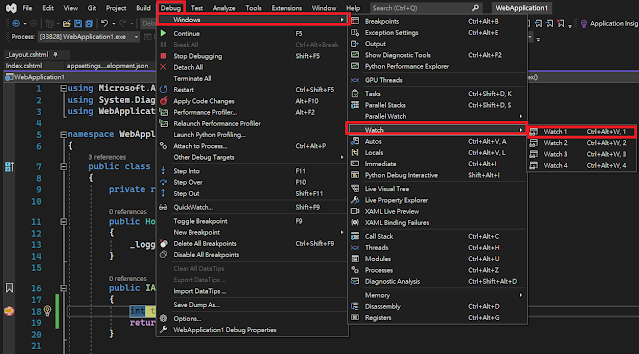 Debug Test Analyze Tools Extensions Window Help Search (Ctrl+Q) WebApplication1
Process: [33828] WebApplication1.exe
Application Insig
_Layout.cshtml
Index.cshtml appsettings....elopment.json
WebApplication1
Windows
Continue F5
Break All Ctrl+Alt+Break
Stop Debugging Shift+F5
Detach All
Terminate All
Restart Ctrl+Shift+F5
Apply Code Changes Alt+F10
Performance Profiler... Alt+F2
Relaunch Performance Profiler
Launch Python Profiling...
Attach to Process... Ctrl+Alt+P
Other Debug Targets
Step Into F11
Step Over F10
Step Out Shift+F11
QuickWatch... Shift+F9
Toggle Breakpoint F9
New Breakpoint
Delete All Breakpoints Ctrl+Shift+F9
Disable All Breakpoints
Clear All DataTips
Export DataTips ...
Import DataTips ...
Save Dump As...
Options...
WebApplication1 Debug Properties
Breakpoints Ctrl+Alt+B
Exception Settings Ctrl+Alt+E
Output
Show Diagnostic Tools Ctrl+Alt+F2
Python Performance Explorer
GPU Threads
Tasks Ctrl+Shift+D, K
Parallel Stacks Ctrl+Shift+D, S
Parallel Watch
Watch
Autos Ctrl+Alt+V, A
Locals Ctrl+Alt+V, L
Immediate Ctrl+Alt+I
Python Debug Interactive Shift+Alt+I
Live Visual Tree
Live Property Explorer
XAML Live Preview
XAML Binding Failures
Call Stack Ctrl+Alt+C
Threads Ctrl+Alt+H
Modules Ctrl+Alt+U
Processes Ctrl+Alt+Z
Diagnostic Analysis Ctrl+Shift+Alt+D
Memory
Disassembly Ctrl+Alt+D
Registers Ctrl+Alt+G
Watch 1 Ctrl+Alt+W, 1
Watch 2 Ctrl+Alt+W, 2
Watch 3 Ctrl+Alt+W, 3
Watch 4 Ctrl+Alt+W, 4
1 using Microsoft.A
2 using System.Diag
3 using WebApplicat
4
5 namespace WebAppl
6 {
3 references
7 public class
8 {
9 private r
10
0 references
11 public Ho
12 {
13 _logg
14 }
15
0 references
16 public IA
17 {
18 int t
19 retur
20 }